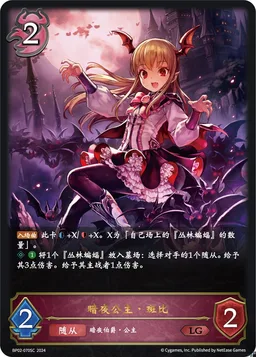 2
入场曲 此卡+X/+X。X为「自己场上的『丛林蝙蝠』的数量」。
1 将1个『丛林蝙蝠』放入墓场：选择对手的1个随从。给予其3点伤害。给予其主战者1点伤害。
暗夜公主·班比
2 随从 暗夜伯爵·公主 LG 2
BP02-070SC 2024 © Cygames, Inc. Published by NetEase Games